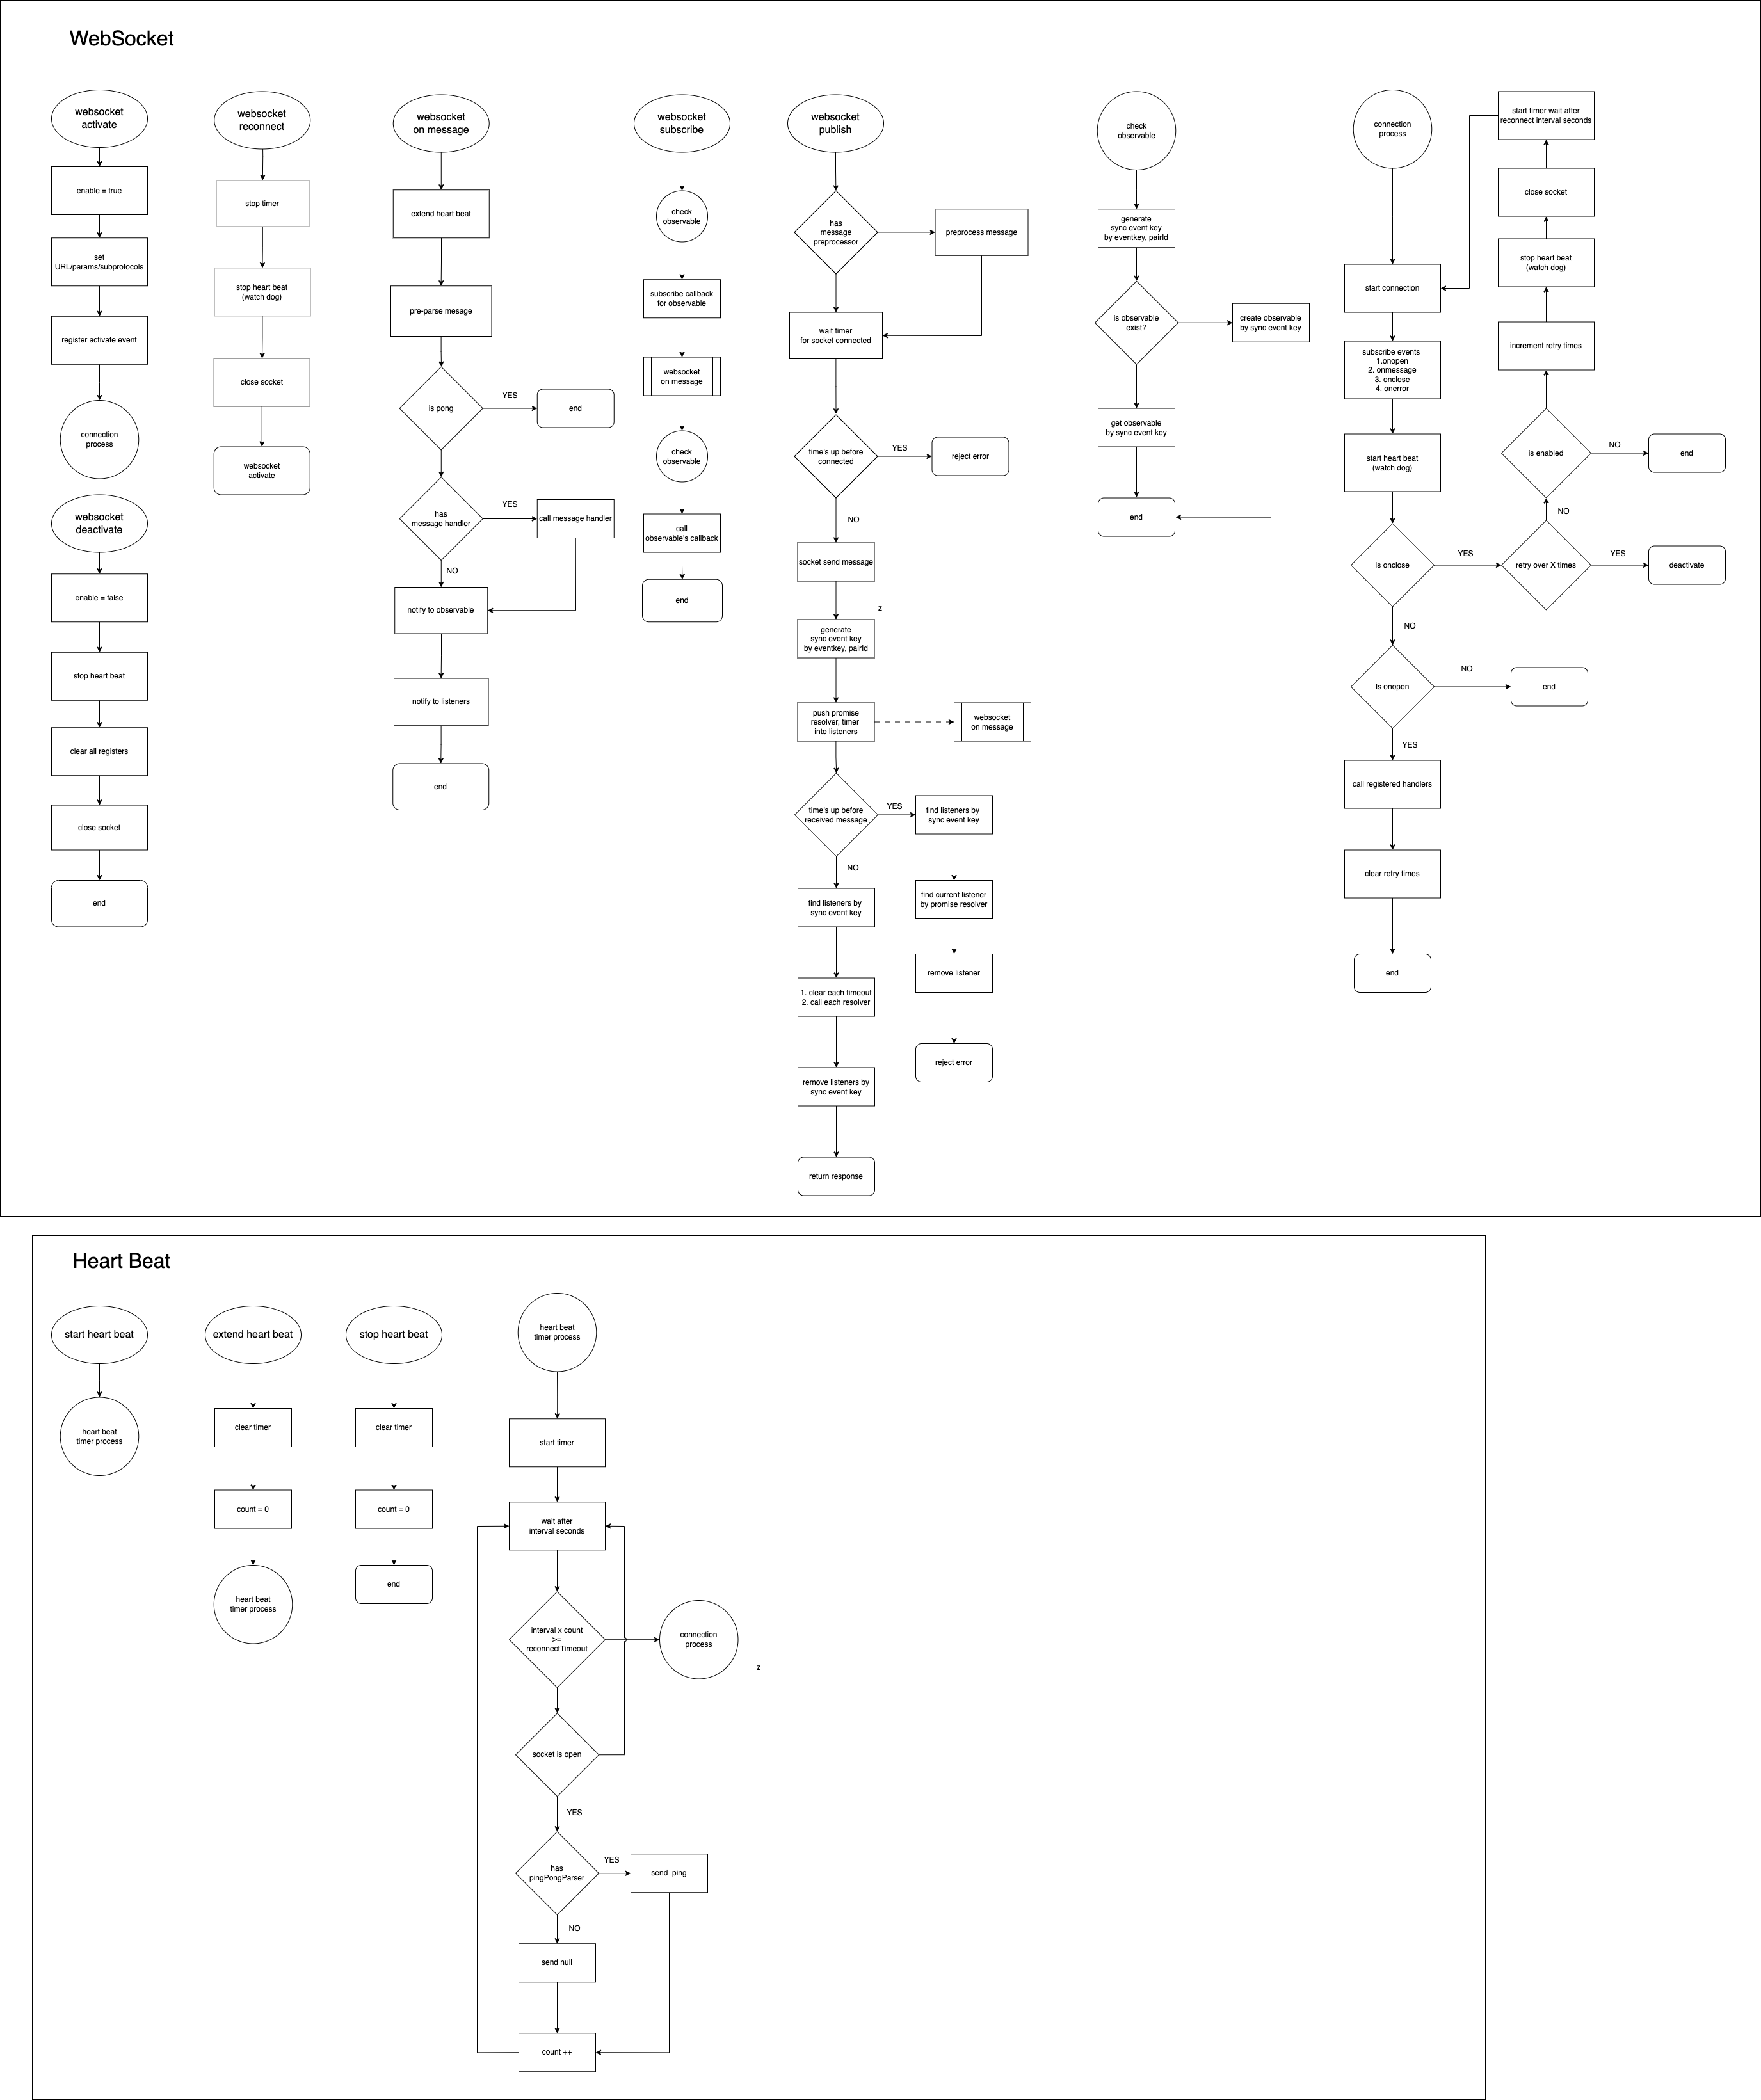 WebSocket
websocket
activate
enable = true
set
URL/params/subprotocols
register activate event
connection
process
websocket
deactivate
enable = false
stop heart beat
clear all registers
close socket
end
websocket
reconnect
stop timer
stop heart beat
(watch dog)
close socket
websocket
activate
websocket
on message
extend heart beat
pre-parse mesage
is pong
YES
end
has
message handler
YES
call message handler
NO
notify to observable
notify to listeners
end
websocket
subscribe
check
observable
subscribe callback
for observable
websocket
on message
check
observable
call
observable's callback
end
websocket
publish
has
message
preprocessor
preprocess message
wait timer
for socket connected
time's up before
connected
YES
reject error
NO
socket send message
z
generate
sync event key
by eventkey, pairId
push promise
resolver, timer
into listeners
websocket
on message
time's up before
received message
YES
find listeners by
sync event key
find current listener
by promise resolver
remove listener
reject error
NO
find listeners by
sync event key
1. clear each timeout
2. call each resolver
remove listeners by
sync event key
return response
check
observable
generate
sync event key
by eventkey, pairId
is observable
exist?
create observable
by sync event key
get observable
by sync event key
end
connection
process
start connection
subscribe events
1.onopen
2. onmessage
3. onclose
4. onerror
start heart beat
(watch dog)
Is onclose
YES
retry over X times
YES
deactivate
NO
is enabled
NO
end
increment retry times
stop heart beat
(watch dog)
close socket
start timer wait after
reconnect interval seconds
NO
Is onopen
NO
end
YES
call registered handlers
clear retry times
end
Heart Beat
start heart beat
heart beat
timer process
extend heart beat
clear timer
count = 0
heart beat
timer process
stop heart beat
clear timer
count = 0
end
heart beat
timer process
start timer
wait after
interval seconds
interval x count
>=
reconnectTimeout
connection
process
z
socket is open
YES
has
pingPongParser
YES
send  ping
NO
send null
count ++